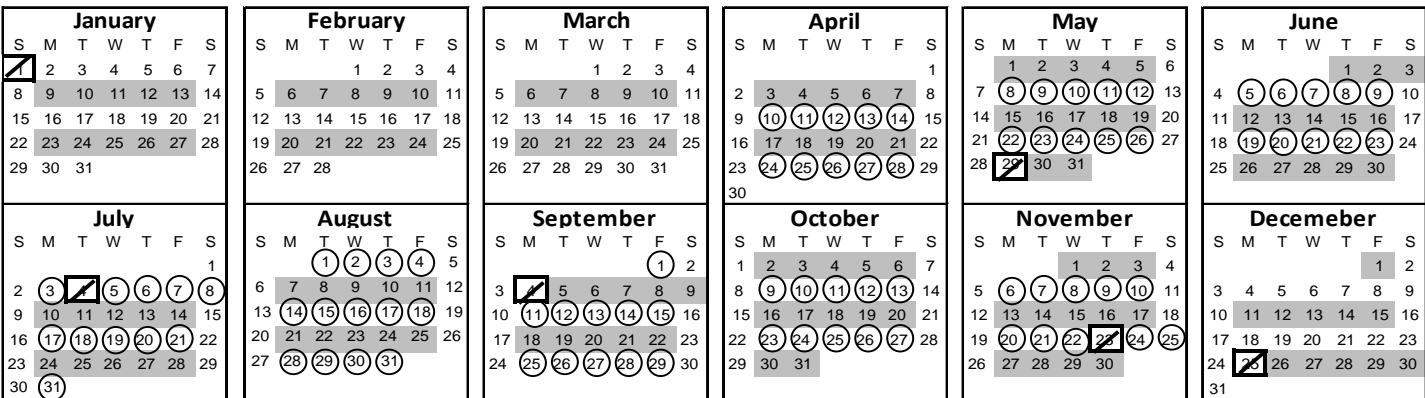 January February March April May June
S M T W T F S S M T W T F S S M T W T F S S M T W T F S S M T W T F S S M T W T F S
1 2 3 4 5 6 7 1 2 3 4 1 2 3 4 1 1 2 3 4 5 6 1 2 3
8 9 10 11 12 13 14 5 6 7 8 9 10 11 5 6 7 8 9 10 11 2 3 4 5 6 7 8 7 8 9 10 11 12 13 4 5 6 7 8 9 10
15 16 17 18 19 20 21 12 13 14 15 16 17 18 12 13 14 15 16 17 18 9 10 11 12 13 14 15 14 15 16 17 18 19 20 11 12 13 14 15 16 17
22 23 24 25 26 27 28 19 20 21 22 23 24 25 19 20 21 22 23 24 25 16 17 18 19 20 21 22 21 22 23 24 25 26 27 18 19 20 21 22 23 24
29 30 31 26 27 28 26 27 28 29 30 31 23 24 25 26 27 28 29 28 29 30 31 25 26 27 28 29 30
30
July August September October November Decemeber
S M T W T F S S M T W T F S S M T W T F S S M T W T F S S M T W T F S S M T W T F S
1 1 2 3 4 5 1 2 1 2 3 4 5 6 7 1 2 3 4 1 2
2 3 4 5 6 7 8 6 7 8 9 10 11 12 3 4 5 6 7 8 9 8 9 10 11 12 13 14 5 6 7 8 9 10 11 3 4 5 6 7 8 9
9 10 11 12 13 14 15 13 14 15 16 17 18 19 10 11 12 13 14 15 16 15 16 17 18 19 20 21 12 13 14 15 16 17 18 10 11 12 13 14 15 16
16 17 18 19 20 21 22 20 21 22 23 24 25 26 17 18 19 20 21 22 23 22 23 24 25 26 27 28 19 20 21 22 23 24 25 17 18 19 20 21 22 23
23 24 25 26 27 28 29 27 28 29 30 31 24 25 26 27 28 29 30 29 30 31 26 27 28 29 30 24 25 26 27 28 29 30
30 31 31